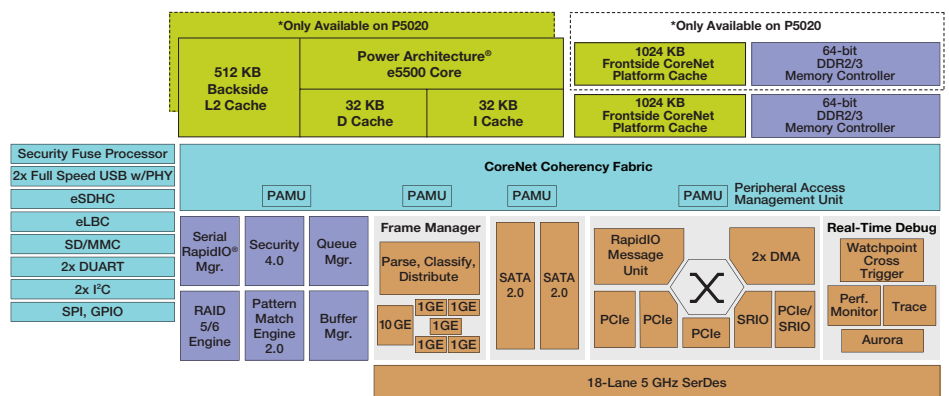 *Only Available on P5020
512 KB
Backside
L2 Cache
Power Architecture®
e5500 Core
32 KB
D Cache
32 KB
I Cache
*Only Available on P5020
1024 KB
Frontside CoreNet
Platform Cache
64-bit
DDR2/3
Memory Controller
1024 KB
Frontside CoreNet
Platform Cache
64-bit
DDR2/3
Memory Controller
Security Fuse Processor
2x Full Speed USB w/PHY
eSDHC
eLBC
SD/MMC
2x DUART
2x I²C
SPI, GPIO
CoreNet Coherency Fabric
PAMU
PAMU
PAMU
PAMU
Peripheral Access
Management Unit
Serial
RapidIO®
Mgr.
Security
4.0
Queue
Mgr.
RAID
5/6
Engine
Pattern
Match
Engine
2.0
Buffer
Mgr.
Frame Manager
Parse, Classify,
Distribute
10 GE
1GE
1GE
1GE
1GE
1GE
SATA
2.0
SATA
2.0
RapidIO
Message
Unit
2x DMA
PCIe
PCIe
PCIe
SRIO
PCIe/
SRIO
Real-Time Debug
Watchpoint
Cross
Trigger
Perf.
Monitor
Trace
Aurora
18-Lane 5 GHz SerDes